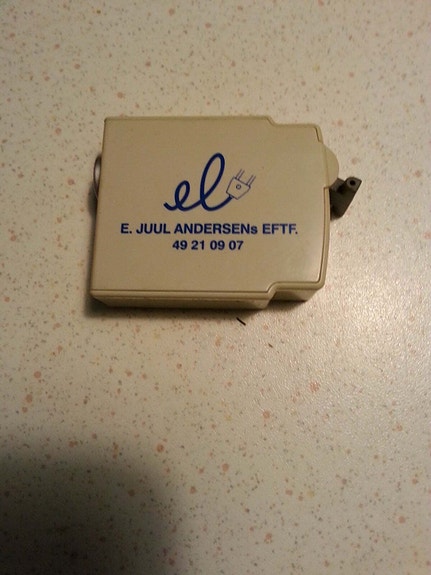 el
E. JUUL ANDERSENs EFTF.
49 21 09 07